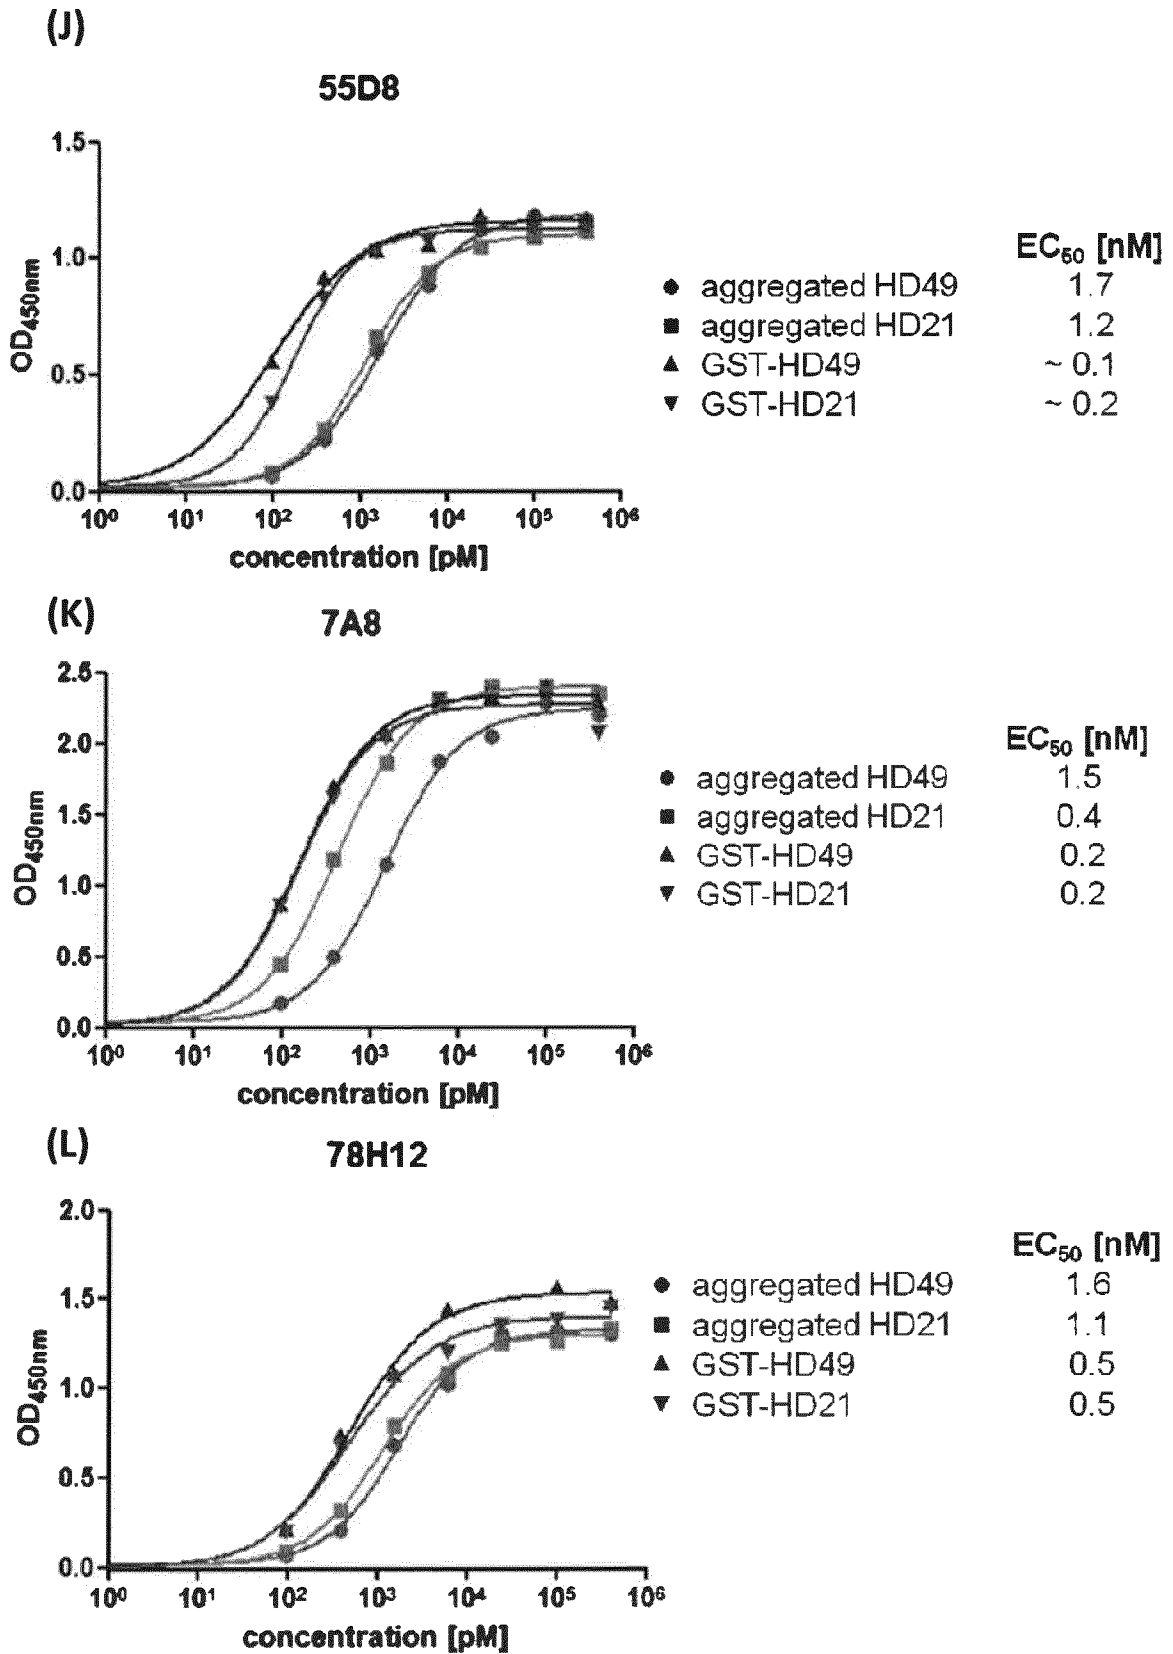 (J)
55D8
1.5
1.0
0.5
0.0
OD450nm
10⁰ 10¹ 10² 10³ 10⁴ 10⁵ 10⁶
concentration [pM]
EC50 [nM]
aggregated HD49 1.7
aggregated HD21 1.2
GST-HD49 ~ 0.1
GST-HD21 ~ 0.2
(K)
7A8
2.5
2.0
1.5
1.0
0.5
0.0
OD450nm
10⁰ 10¹ 10² 10³ 10⁴ 10⁵ 10⁶
concentration [pM]
EC50 [nM]
aggregated HD49 1.5
aggregated HD21 0.4
GST-HD49 0.2
GST-HD21 0.2
(L)
78H12
2.0
1.5
1.0
0.5
0.0
OD450nm
10⁰ 10¹ 10² 10³ 10⁴ 10⁵ 10⁶
concentration [pM]
EC50 [nM]
aggregated HD49 1.6
aggregated HD21 1.1
GST-HD49 0.5
GST-HD21 0.5